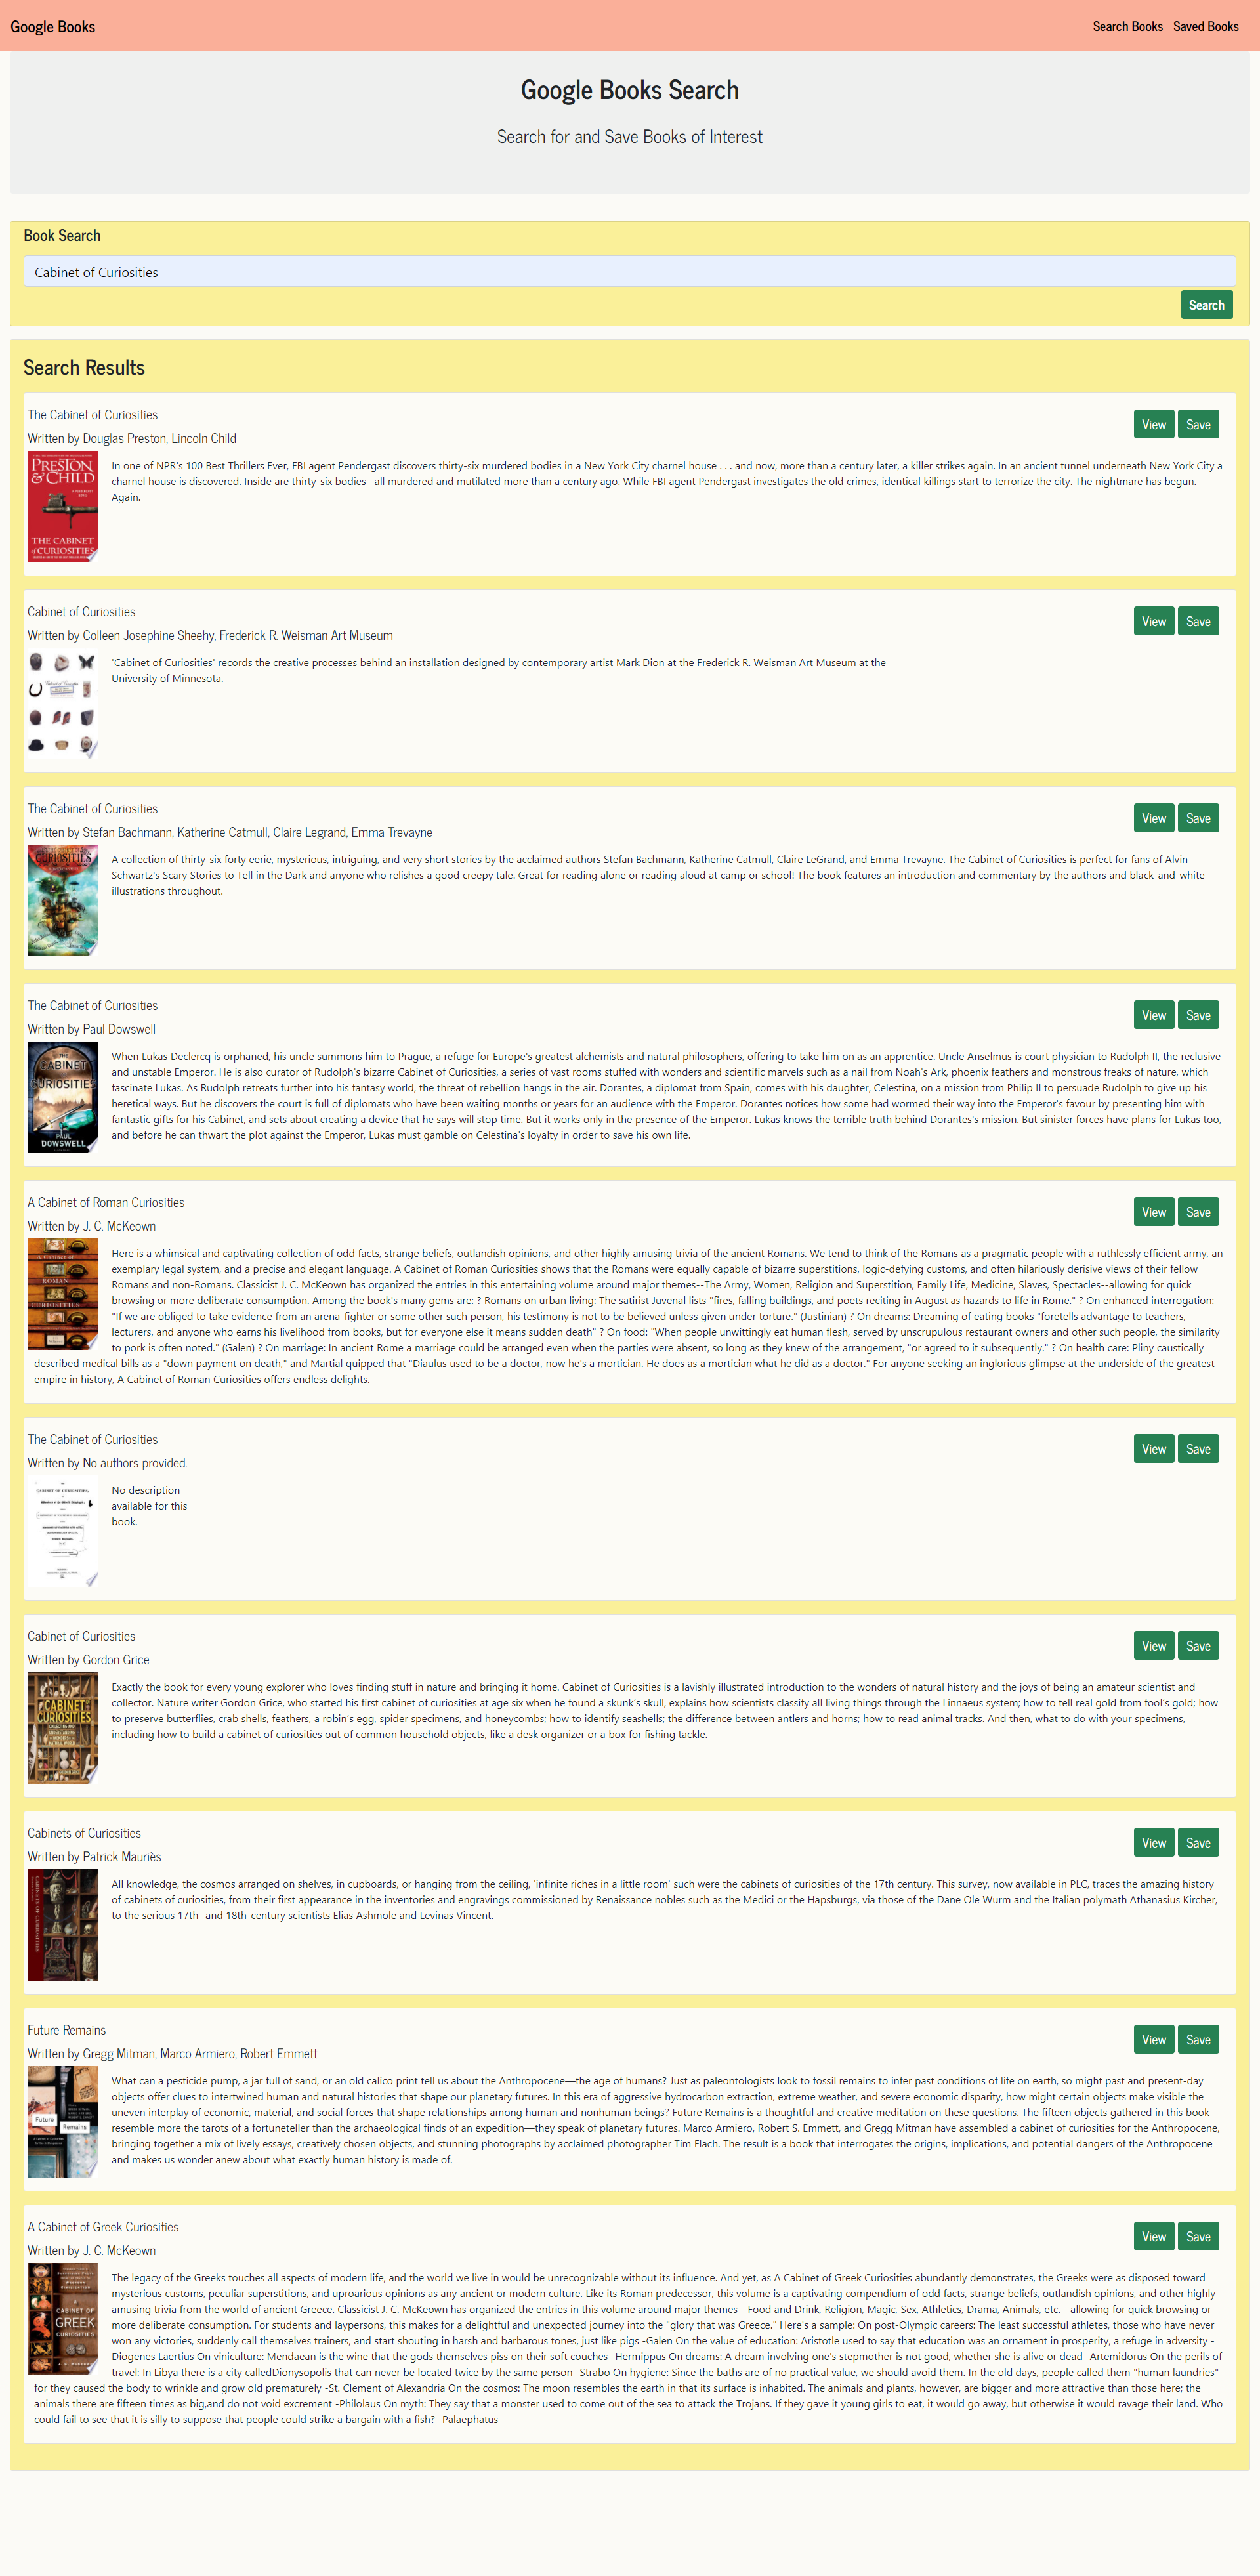 Google Books
Search Books Saved Books
Google Books Search
Search for and Save Books of Interest
Book Search
Cabinet of Curiosities
Search
Search Results
The Cabinet of Curiosities
View Save
Written by Douglas Preston, Lincoln Child
PRESTON
& CHILD
THE CABINET
of CURIOSITIES
In one of NPR's 100 Best Thrillers Ever, FBI agent Pendergast discovers thirty-six murdered bodies in a New York City charnel house . . . and now, more than a century later, a killer strikes again. In an ancient tunnel underneath New York City a
charnel house is discovered. Inside are thirty-six bodies--all murdered and mutilated more than a century ago. While FBI agent Pendergast investigates the old crimes, identical killings start to terrorize the city. The nightmare has begun.
Again.
Cabinet of Curiosities
View Save
Written by Colleen Josephine Sheehy, Frederick R. Weisman Art Museum
'Cabinet of Curiosities' records the creative processes behind an installation designed by contemporary artist Mark Dion at the Frederick R. Weisman Art Museum at the
University of Minnesota.
The Cabinet of Curiosities
View Save
Written by Stefan Bachmann, Katherine Catmull, Claire Legrand, Emma Trevayne
CURIOSITIES
A collection of thirty-six forty eerie, mysterious, intriguing, and very short stories by the acclaimed authors Stefan Bachmann, Katherine Catmull, Claire LeGrand, and Emma Trevayne. The Cabinet of Curiosities is perfect for fans of Alvin
Schwartz's Scary Stories to Tell in the Dark and anyone who relishes a good creepy tale. Great for reading alone or reading aloud at camp or school! The book features an introduction and commentary by the authors and black-and-white
illustrations throughout.
The Cabinet of Curiosities
View Save
Written by Paul Dowswell
CABINET
CURIOSITIES
PAUL
DOWSWELL
When Lukas Declercq is orphaned, his uncle summons him to Prague, a refuge for Europe's greatest alchemists and natural philosophers, offering to take him on as an apprentice. Uncle Anselmus is court physician to Rudolph II, the reclusive
and unstable Emperor. He is also curator of Rudolph's bizarre Cabinet of Curiosities, a series of vast rooms stuffed with wonders and scientific marvels such as a nail from Noah's Ark, phoenix feathers and monstrous freaks of nature, which
fascinate Lukas. As Rudolph retreats further into his fantasy world, the threat of rebellion hangs in the air. Dorantes, a diplomat from Spain, comes with his daughter, Celestina, on a mission from Philip II to persuade Rudolph to give up his
heretical ways. But he discovers the court is full of diplomats who have been waiting months or years for an audience with the Emperor. Dorantes notices how some had wormed their way into the Emperor's favour by presenting him with
fantastic gifts for his Cabinet, and sets about creating a device that he says will stop time. But it works only in the presence of the Emperor. Lukas knows the terrible truth behind Dorantes's mission. But sinister forces have plans for Lukas too,
and before he can thwart the plot against the Emperor, Lukas must gamble on Celestina's loyalty in order to save his own life.
A Cabinet of Roman Curiosities
View Save
Written by J. C. McKeown
ROMAN
CURIOSITIES
Here is a whimsical and captivating collection of odd facts, strange beliefs, outlandish opinions, and other highly amusing trivia of the ancient Romans. We tend to think of the Romans as a pragmatic people with a ruthlessly efficient army, an
exemplary legal system, and a precise and elegant language. A Cabinet of Roman Curiosities shows that the Romans were equally capable of bizarre superstitions, logic-defying customs, and often hilariously derisive views of their fellow
Romans and non-Romans. Classicist J. C. McKeown has organized the entries in this entertaining volume around major themes--The Army, Women, Religion and Superstition, Family Life, Medicine, Slaves, Spectacles--allowing for quick
browsing or more deliberate consumption. Among the book's many gems are: ? Romans on urban living: The satirist Juvenal lists "fires, falling buildings, and poets reciting in August as hazards to life in Rome." ? On enhanced interrogation:
"If we are obliged to take evidence from an arena-fighter or some other such person, his testimony is not to be believed unless given under torture." (Justinian) ? On dreams: Dreaming of eating books "foretells advantage to teachers,
lecturers, and anyone who earns his livelihood from books, but for everyone else it means sudden death" ? On food: "When people unwittingly eat human flesh, served by unscrupulous restaurant owners and other such people, the similarity
to pork is often noted." (Galen) ? On marriage: In ancient Rome a marriage could be arranged even when the parties were absent, so long as they knew of the arrangement, "or agreed to it subsequently." ? On health care: Pliny caustically
described medical bills as a "down payment on death," and Martial quipped that "Diaulus used to be a doctor, now he's a mortician. He does as a mortician what he did as a doctor." For anyone seeking an inglorious glimpse at the underside of the greatest
empire in history, A Cabinet of Roman Curiosities offers endless delights.
The Cabinet of Curiosities
View Save
Written by No authors provided.
CABINET OF CURIOSITIES,
No description
available for this
book.
Cabinet of Curiosities
View Save
Written by Gordon Grice
CABINET
CURIOSITIES
Exactly the book for every young explorer who loves finding stuff in nature and bringing it home. Cabinet of Curiosities is a lavishly illustrated introduction to the wonders of natural history and the joys of being an amateur scientist and
collector. Nature writer Gordon Grice, who started his first cabinet of curiosities at age six when he found a skunk's skull, explains how scientists classify all living things through the Linnaeus system; how to tell real gold from fool's gold; how
to preserve butterflies, crab shells, feathers, a robin's egg, spider specimens, and honeycombs; how to identify seashells; the difference between antlers and horns; how to read animal tracks. And then, what to do with your specimens,
including how to build a cabinet of curiosities out of common household objects, like a desk organizer or a box for fishing tackle.
Cabinets of Curiosities
View Save
Written by Patrick Mauriès
CABINETS OF CURIOSITIES
All knowledge, the cosmos arranged on shelves, in cupboards, or hanging from the ceiling, 'infinite riches in a little room' such were the cabinets of curiosities of the 17th century. This survey, now available in PLC, traces the amazing history
of cabinets of curiosities, from their first appearance in the inventories and engravings commissioned by Renaissance nobles such as the Medici or the Hapsburgs, via those of the Dane Ole Wurm and the Italian polymath Athanasius Kircher,
to the serious 17th- and 18th-century scientists Elias Ashmole and Levinas Vincent.
Future Remains
View Save
Written by Gregg Mitman, Marco Armiero, Robert Emmett
Future
Remains
What can a pesticide pump, a jar full of sand, or an old calico print tell us about the Anthropocene—the age of humans? Just as paleontologists look to fossil remains to infer past conditions of life on earth, so might past and present-day
objects offer clues to intertwined human and natural histories that shape our planetary futures. In this era of aggressive hydrocarbon extraction, extreme weather, and severe economic disparity, how might certain objects make visible the
uneven interplay of economic, material, and social forces that shape relationships among human and nonhuman beings? Future Remains is a thoughtful and creative meditation on these questions. The fifteen objects gathered in this book
resemble more the tarots of a fortuneteller than the archaeological finds of an expedition—they speak of planetary futures. Marco Armiero, Robert S. Emmett, and Gregg Mitman have assembled a cabinet of curiosities for the Anthropocene,
bringing together a mix of lively essays, creatively chosen objects, and stunning photographs by acclaimed photographer Tim Flach. The result is a book that interrogates the origins, implications, and potential dangers of the Anthropocene
and makes us wonder anew about what exactly human history is made of.
A Cabinet of Greek Curiosities
View Save
Written by J. C. McKeown
A
CABINET OF
GREEK
CURIOSITIES
The legacy of the Greeks touches all aspects of modern life, and the world we live in would be unrecognizable without its influence. And yet, as A Cabinet of Greek Curiosities abundantly demonstrates, the Greeks were as disposed toward
mysterious customs, peculiar superstitions, and uproarious opinions as any ancient or modern culture. Like its Roman predecessor, this volume is a captivating compendium of odd facts, strange beliefs, outlandish opinions, and other highly
amusing trivia from the world of ancient Greece. Classicist J. C. McKeown has organized the entries in this volume around major themes - Food and Drink, Religion, Magic, Sex, Athletics, Drama, Animals, etc. - allowing for quick browsing or
more deliberate consumption. For students and laypersons, this makes for a delightful and unexpected journey into the "glory that was Greece." Here's a sample: On post-Olympic careers: The least successful athletes, those who have never
won any victories, suddenly call themselves trainers, and start shouting in harsh and barbarous tones, just like pigs -Galen On the value of education: Aristotle used to say that education was an ornament in prosperity, a refuge in adversity -
Diogenes Laertius On viniculture: Mendaean is the wine that the gods themselves piss on their soft couches -Hermippus On dreams: A dream involving one's stepmother is not good, whether she is alive or dead -Artemidorus On the perils of
travel: In Libya there is a city calledDionysopolis that can never be located twice by the same person -Strabo On hygiene: Since the baths are of no practical value, we should avoid them. In the old days, people called them "human laundries"
for they caused the body to wrinkle and grow old prematurely -St. Clement of Alexandria On the cosmos: The moon resembles the earth in that its surface is inhabited. The animals and plants, however, are bigger and more attractive than those here; the
animals there are fifteen times as big,and do not void excrement -Philolaus On myth: They say that a monster used to come out of the sea to attack the Trojans. If they gave it young girls to eat, it would go away, but otherwise it would ravage their land. Who
could fail to see that it is silly to suppose that people could strike a bargain with a fish? -Palaephatus